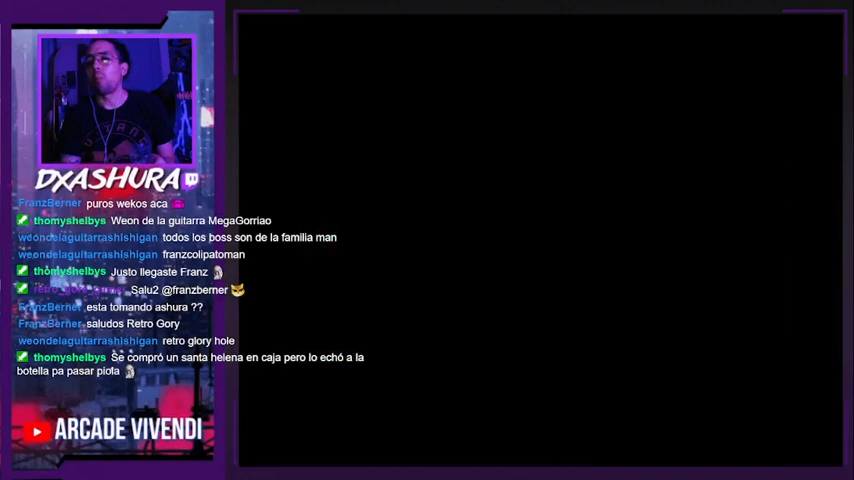 DXASHURA
FranzBerner puros wekos aca
thomyshelbys Weon de la guitarra MegaGorriao
weondelaguitarrashishigan todos los boss son de la familia man
weondelaguitarrashishigan franzcolipatoman
thomyshelbys Justo llegaste Franz
Salu2 @franzberner
FranzBerner esta tomando ashura ??
FranzBerner saludos Retro Gory
weondelaguitarrashishigan retro glory hole
thomyshelbys Se compró un santa helena en caja pero lo echó a la
botella pa pasar piola
ARCADE VIVENDI